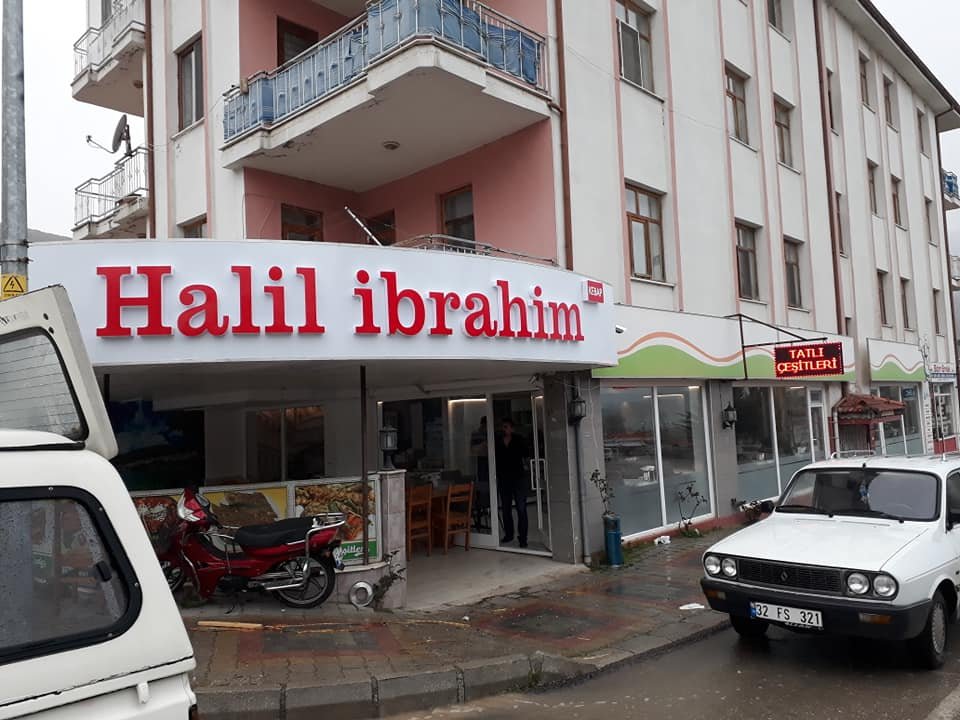 Halil ibrahim
KEBAP
TATLI
ÇEŞİTLERİ
32 FS 321